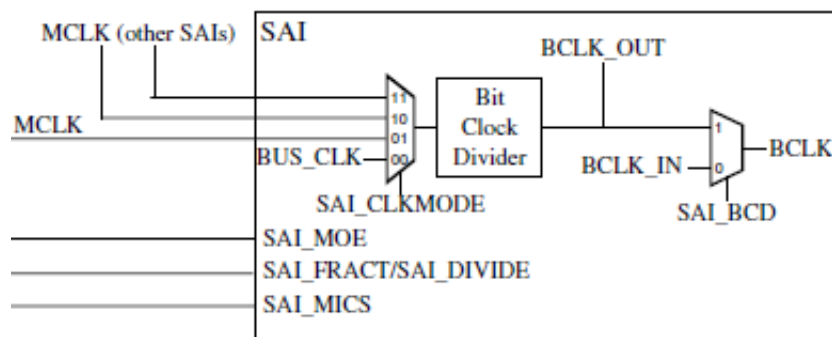 MCLK (other SAIs)
SAI
BCLK_OUT
11
10
01
00
MCLK
BUS_CLK
Bit
Clock
Divider
1
0
BCLK_IN
BCLK
SAI_CLKMODE
SAI_BCD
SAI_MOE
SAI_FRACT/SAI_DIVIDE
SAI_MICS